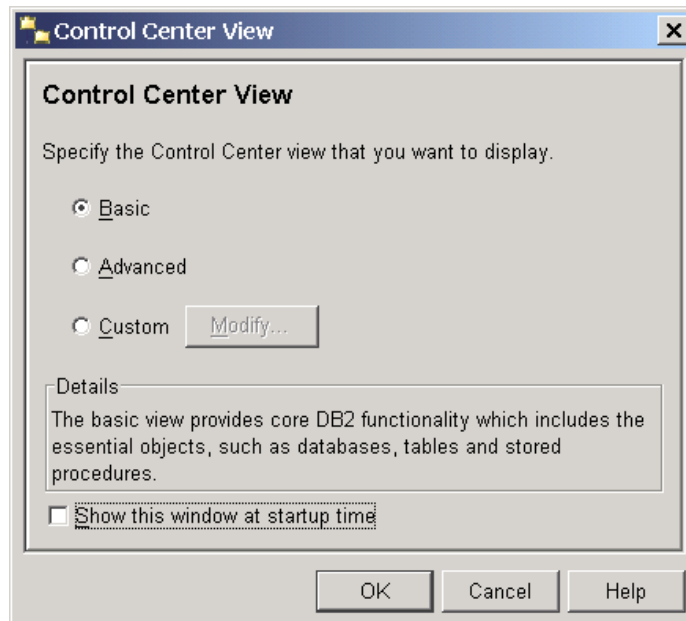 Control Center View
Control Center View
Specify the Control Center view that you want to display.
Basic
Advanced
Custom Modify...
Details
The basic view provides core DB2 functionality which includes the
essential objects, such as databases, tables and stored
procedures.
Show this window at startup time
OK Cancel Help